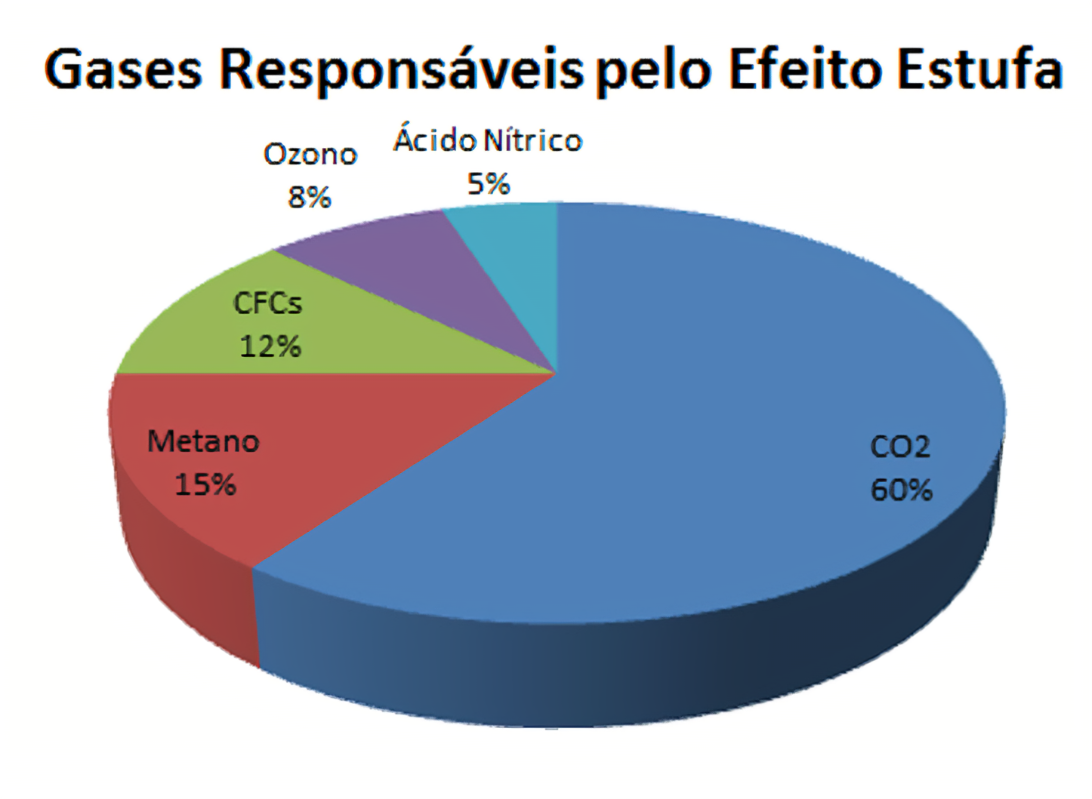 Gases Responsáveis pelo Efeito Estufa
Ozono
8%
Ácido Nítrico
5%
CFCs
12%
Metano
15%
CO2
60%